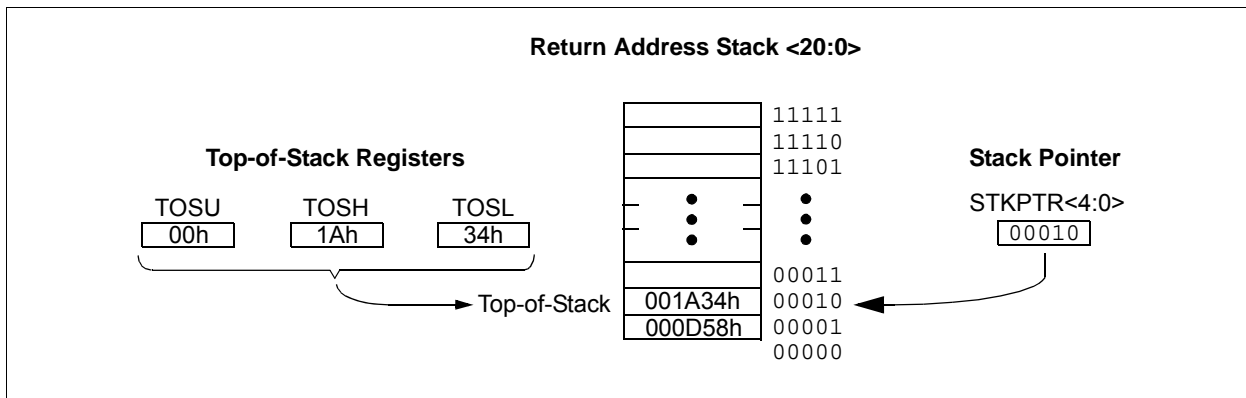 Return Address Stack <20:0>
11111
11110
11101
Top-of-Stack Registers
Stack Pointer
TOSU TOSH TOSL
STKPTR<4:0>
00h 1Ah 34h
00010
00011
Top-of-Stack 001A34h 00010
000D58h 00001
00000